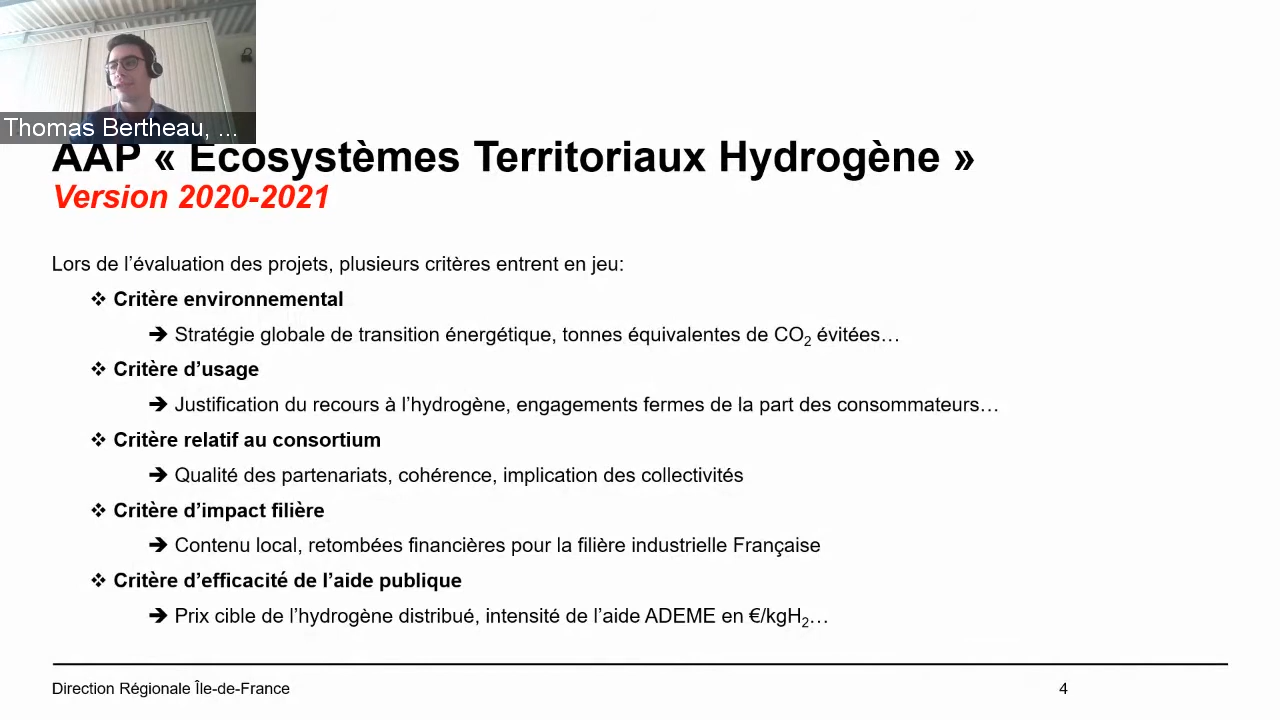 Thomas Bertheau, ...
AAP « Ecosystèmes Territoriaux Hydrogène »
Version 2020-2021
Lors de l’évaluation des projets, plusieurs critères entrent en jeu:
❖ Critère environnemental
➔ Stratégie globale de transition énergétique, tonnes équivalentes de CO₂ évitées…
❖ Critère d’usage
➔ Justification du recours à l’hydrogène, engagements fermes de la part des consommateurs…
❖ Critère relatif au consortium
➔ Qualité des partenariats, cohérence, implication des collectivités
❖ Critère d’impact filière
➔ Contenu local, retombées financières pour la filière industrielle Française
❖ Critère d’efficacité de l’aide publique
➔ Prix cible de l’hydrogène distribué, intensité de l’aide ADEME en €/kgH₂…
Direction Régionale Île-de-France
4